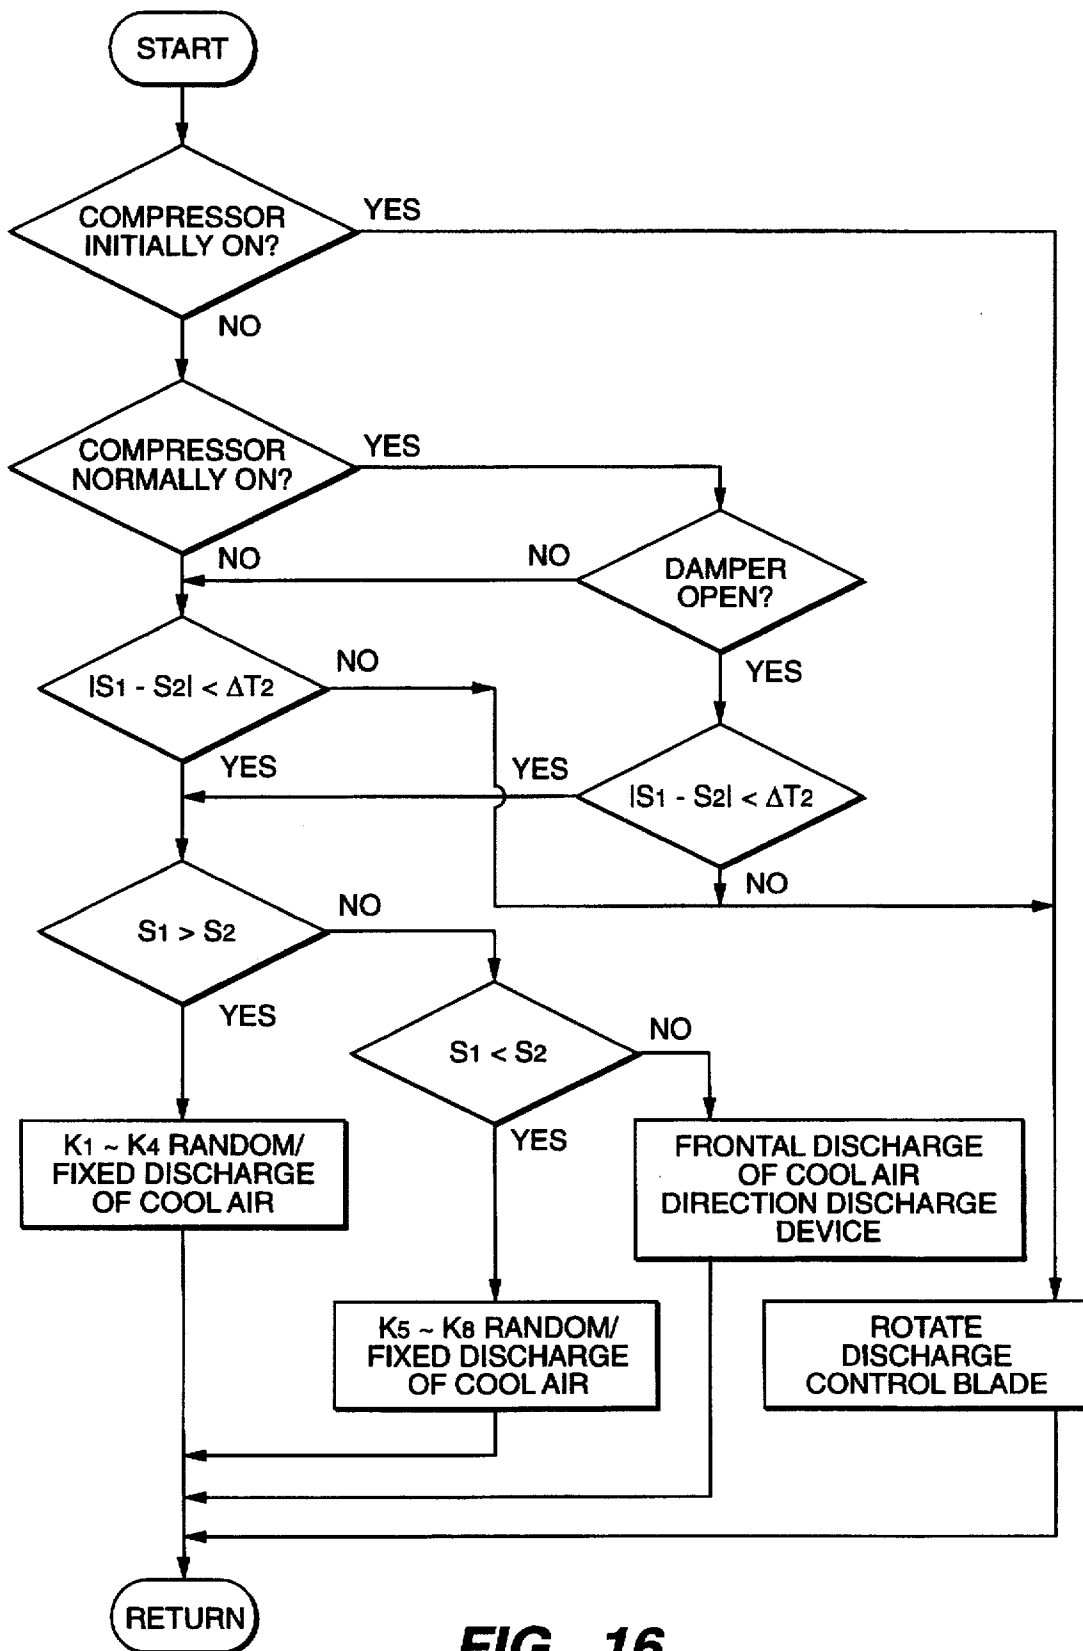 START
COMPRESSOR
INITIALLY ON?
YES
NO
COMPRESSOR
NORMALLY ON?
YES
NO
NO
DAMPER
OPEN?
YES
|S1 - S2| < ΔT2
NO
YES
YES
|S1 - S2| < ΔT2
NO
S1 > S2
NO
YES
S1 < S2
NO
YES
K1 ~ K4 RANDOM/
FIXED DISCHARGE
OF COOL AIR
FRONTAL DISCHARGE
OF COOL AIR
DIRECTION DISCHARGE
DEVICE
K5 ~ K8 RANDOM/
FIXED DISCHARGE
OF COOL AIR
ROTATE
DISCHARGE
CONTROL BLADE
RETURN
FIG. 16